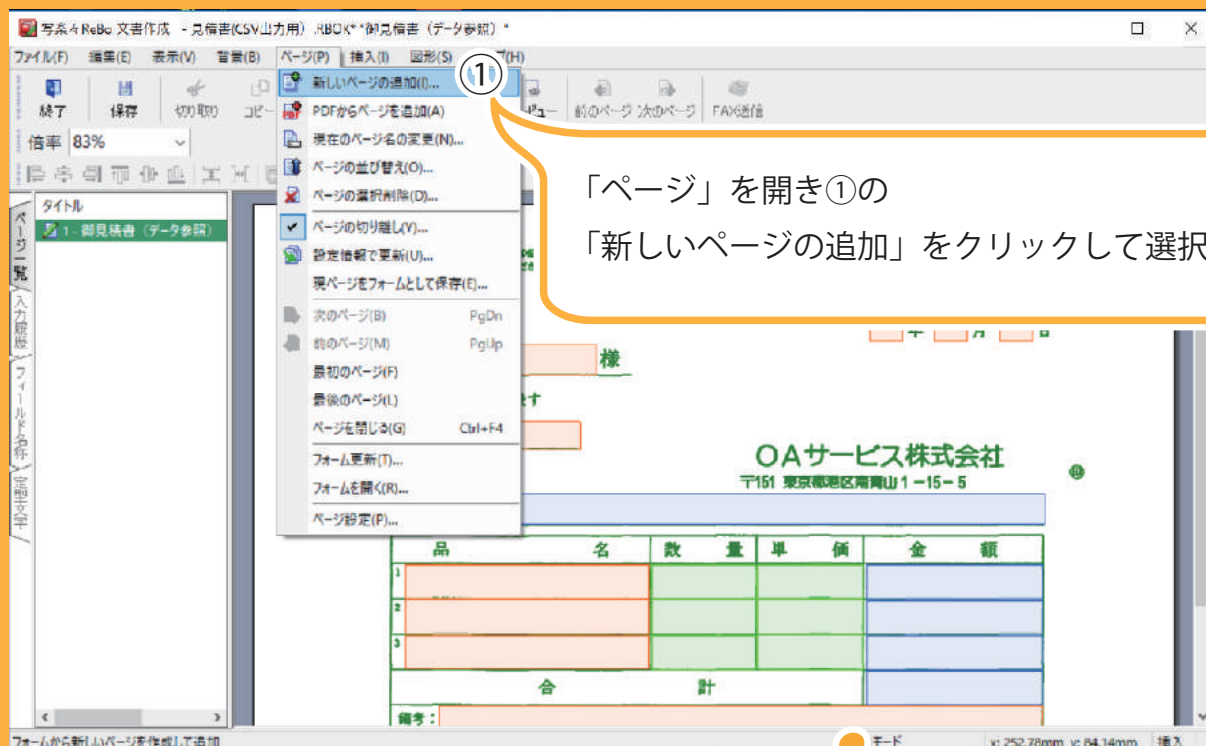 写楽々ReBo 文書作成 - 見積書(CSV出力用) .RBOK* *御見積書（データ参照）*
ファイル(F) 編集(E) 表示(V) 背景(B) ページ(P) 挿入(I) 図形(S) (H)
終了 保存 切り取り コピー 前のページ 次のページ FAX送信
倍率 83%
新しいページの追加(I)...
①
PDFからページを追加(A)
現在のページ名の変更(N)...
ページの並び替え(O)...
ページの選択削除(D)...
ページの切り離し(Y)...
設定情報で更新(U)...
現ページをフォームとして保存(E)...
次のページ(B) PgDn
前のページ(M) PgUp
最初のページ(F)
最後のページ(L)
ページを閉じる(G) Ctrl+F4
フォーム更新(T)...
フォームを開く(R)...
ページ設定(P)...
「ページ」を開き①の
「新しいページの追加」をクリックして選択
タイトル
1 - 御見積書（データ参照）
ページ一覧
入力履歴
フィールド名称
定型文字
年 月 日
様
ます
OAサービス株式会社
〒151 東京都港区南青山1-15-5
品 名 数 量 単 価 金 額
1
2
3
合 計
備考：
フォームから新しいページを作成して追加 モード x: 252.78mm y: 84.14mm 挿入